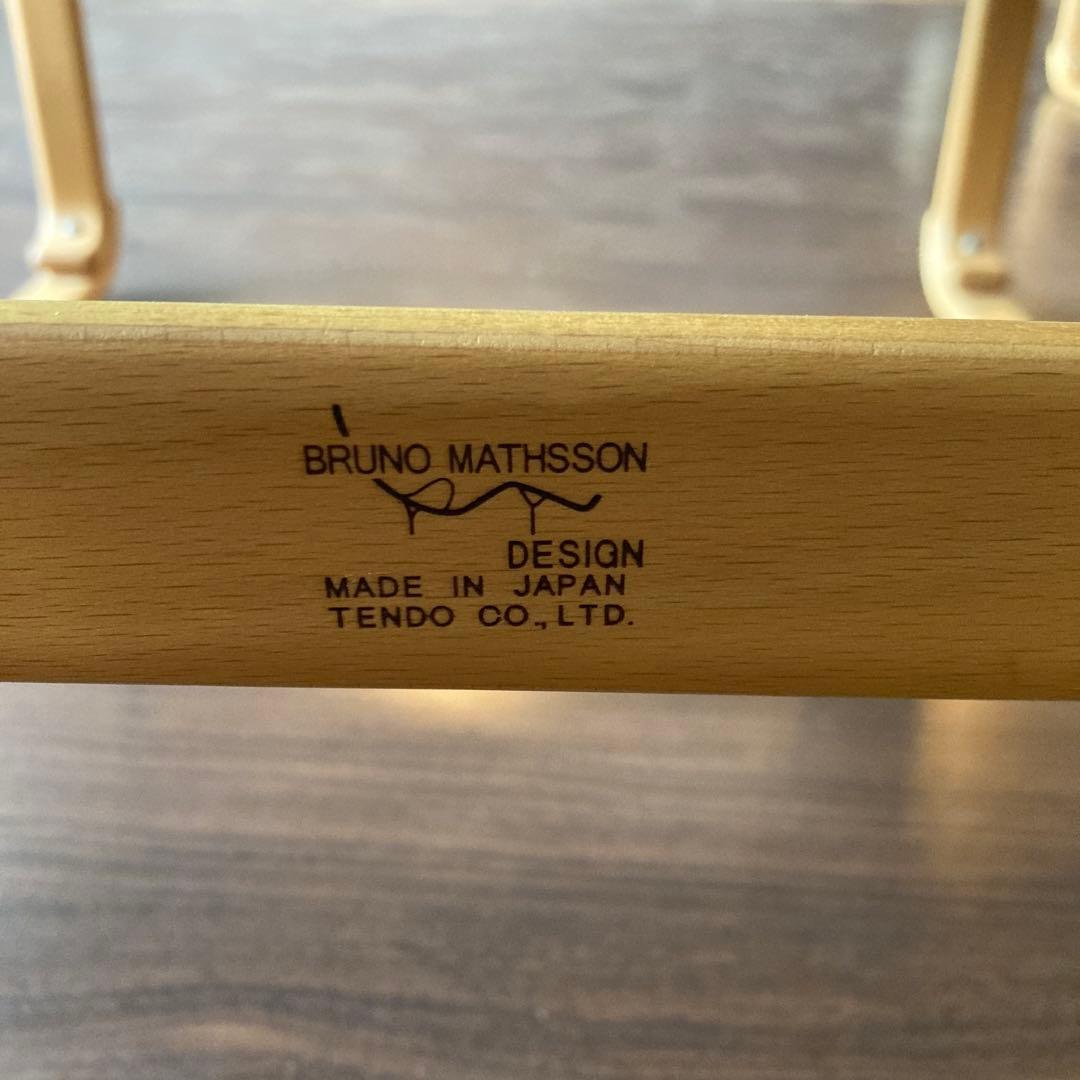 BRUNO MATHSSON
DESIGN
MADE IN JAPAN
TENDO CO., LTD.